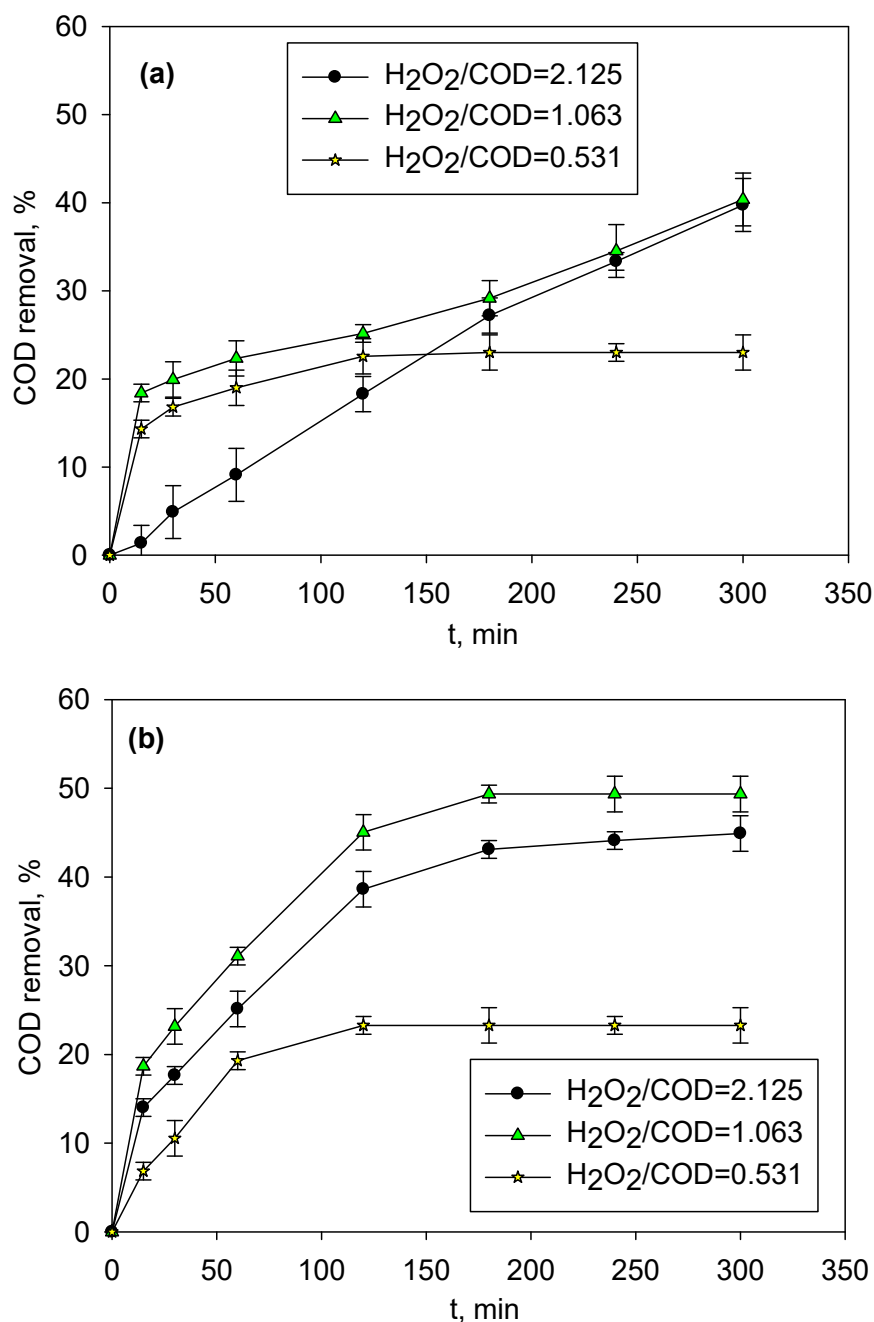 (a)
H2O2/COD=2.125
H2O2/COD=1.063
H2O2/COD=0.531
COD removal, %
60
50
40
30
20
10
0
0 50 100 150 200 250 300 350
t, min
(b)
COD removal, %
60
50
40
30
20
10
0
H2O2/COD=2.125
H2O2/COD=1.063
H2O2/COD=0.531
0 50 100 150 200 250 300 350
t, min